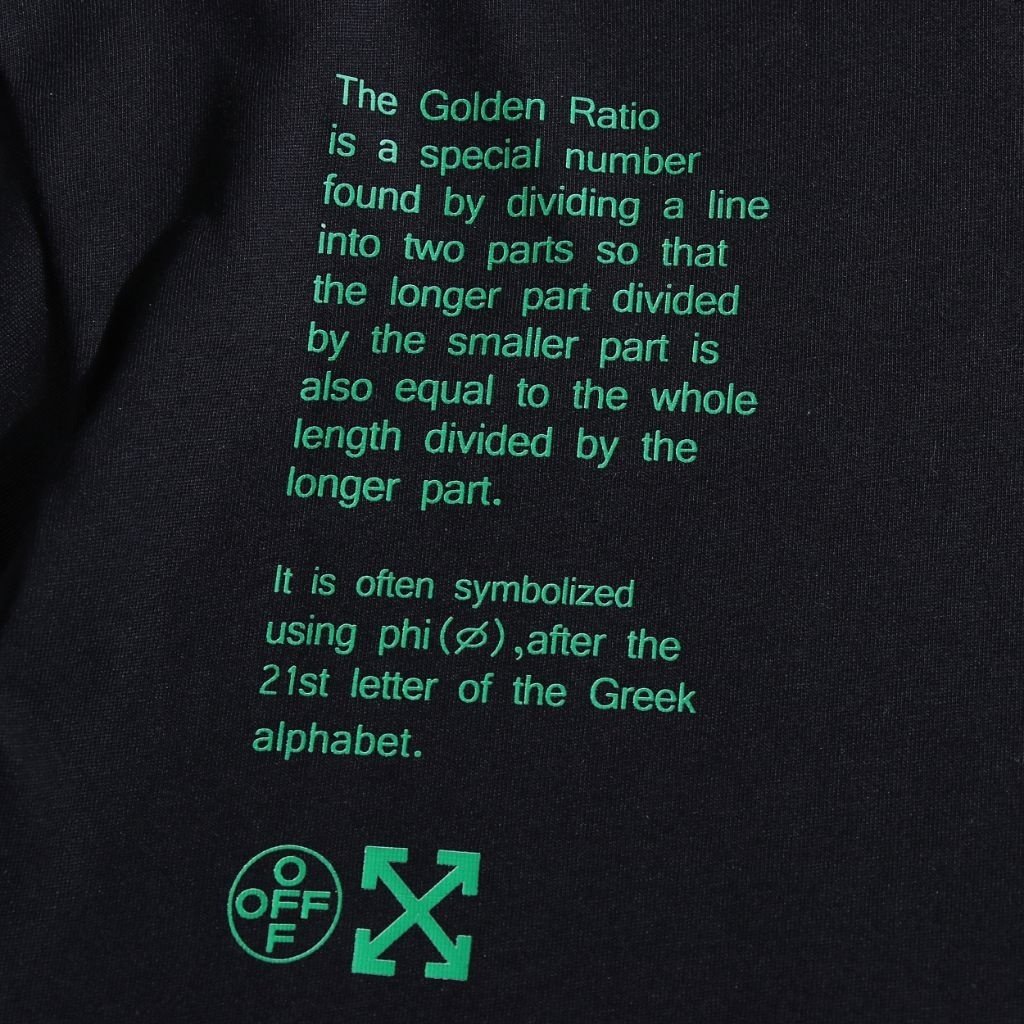 The Golden Ratio
is a special number
found by dividing a line
into two parts so that
the longer part divided
by the smaller part is
also equal to the whole
length divided by the
longer part.
It is often symbolized
using phi(Ø),after the
21st letter of the Greek
alphabet.
O
OFF
F